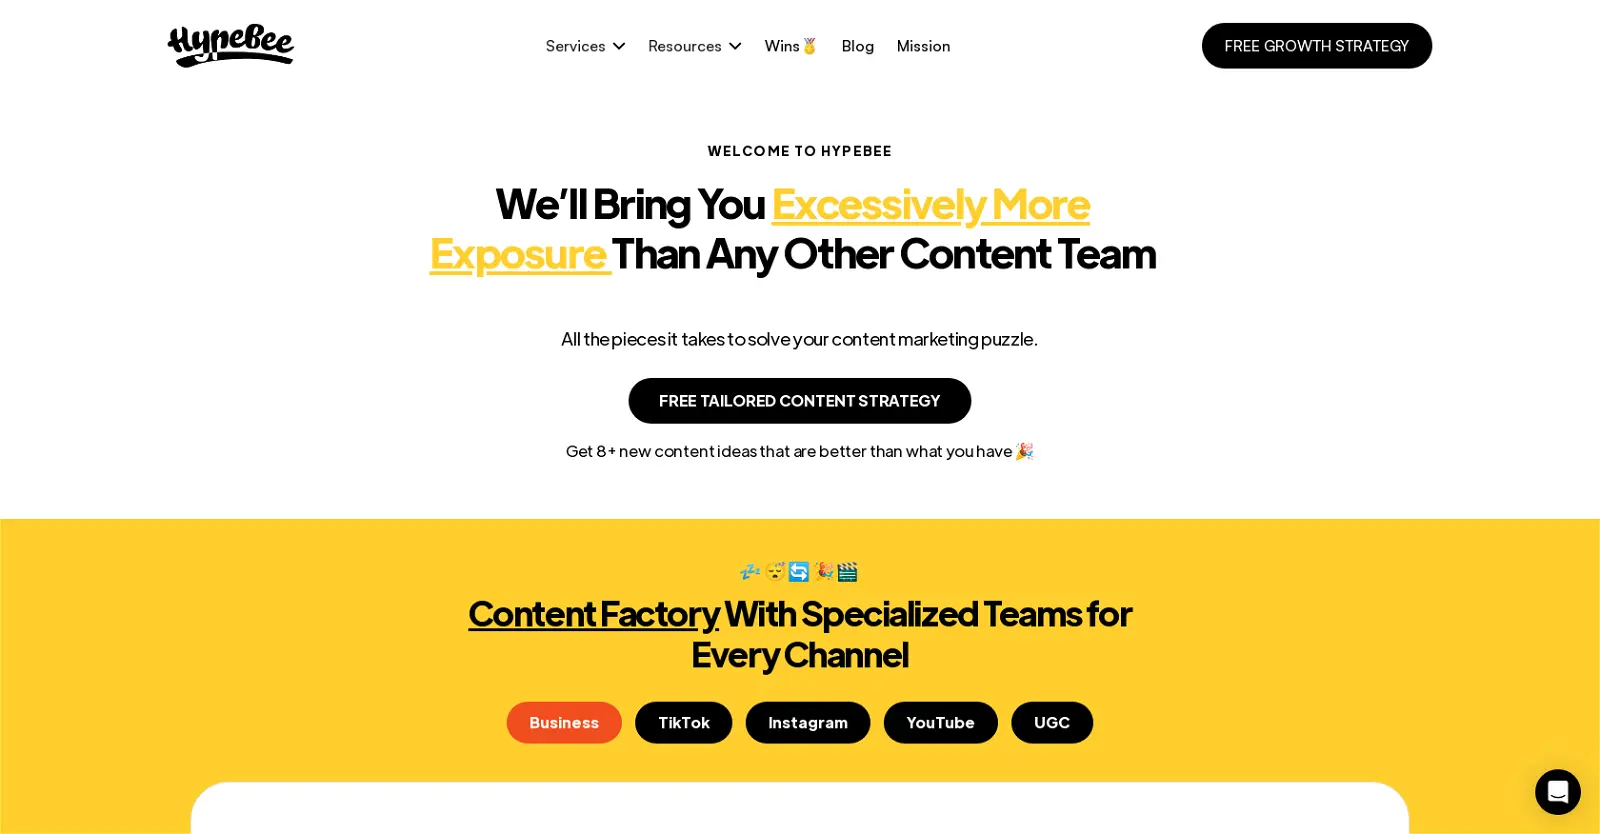 HypeBee
Services
Resources
Wins🏅
Blog
Mission
FREE GROWTH STRATEGY
WELCOME TO HYPEBEE
We’ll Bring You Excessively More
Exposure Than Any Other Content Team
All the pieces it takes to solve your content marketing puzzle.
FREE TAILORED CONTENT STRATEGY
Get 8+ new content ideas that are better than what you have 🎉
💤 😴 🔄 🎉 🎬
Content Factory With Specialized Teams for
Every Channel
Business
TikTok
Instagram
YouTube
UGC